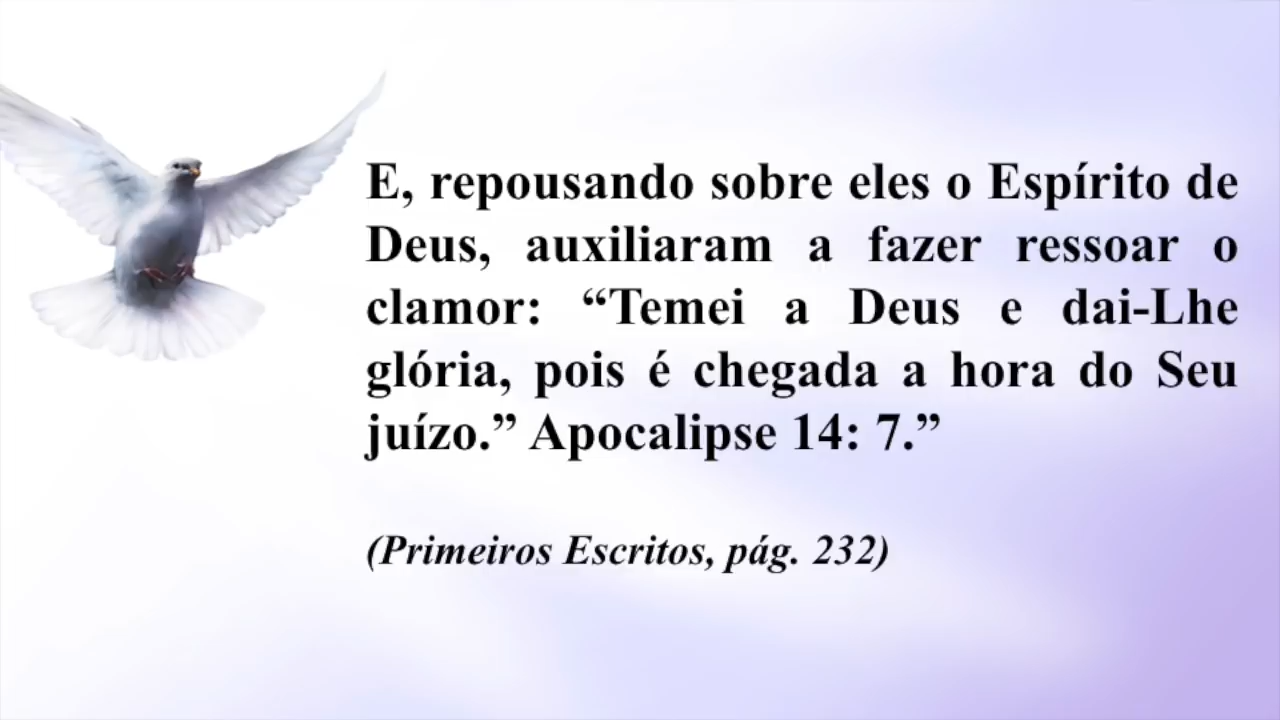 E, repousando sobre eles o Espírito de
Deus, auxiliaram a fazer ressoar o
clamor: “Temei a Deus e dai-Lhe
glória, pois é chegada a hora do Seu
juízo.” Apocalipse 14: 7.”
(Primeiros Escritos, pág. 232)